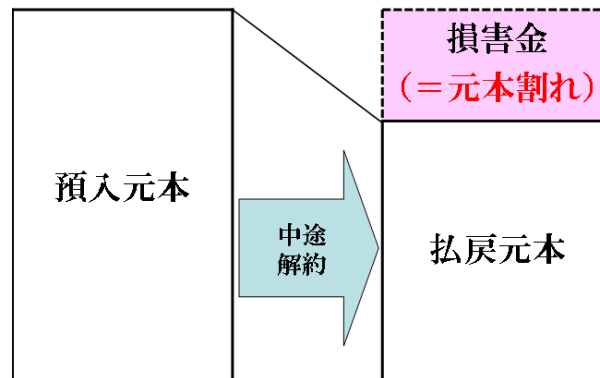 預入元本
中途
解約
損害金
（＝元本割れ）
払戻元本